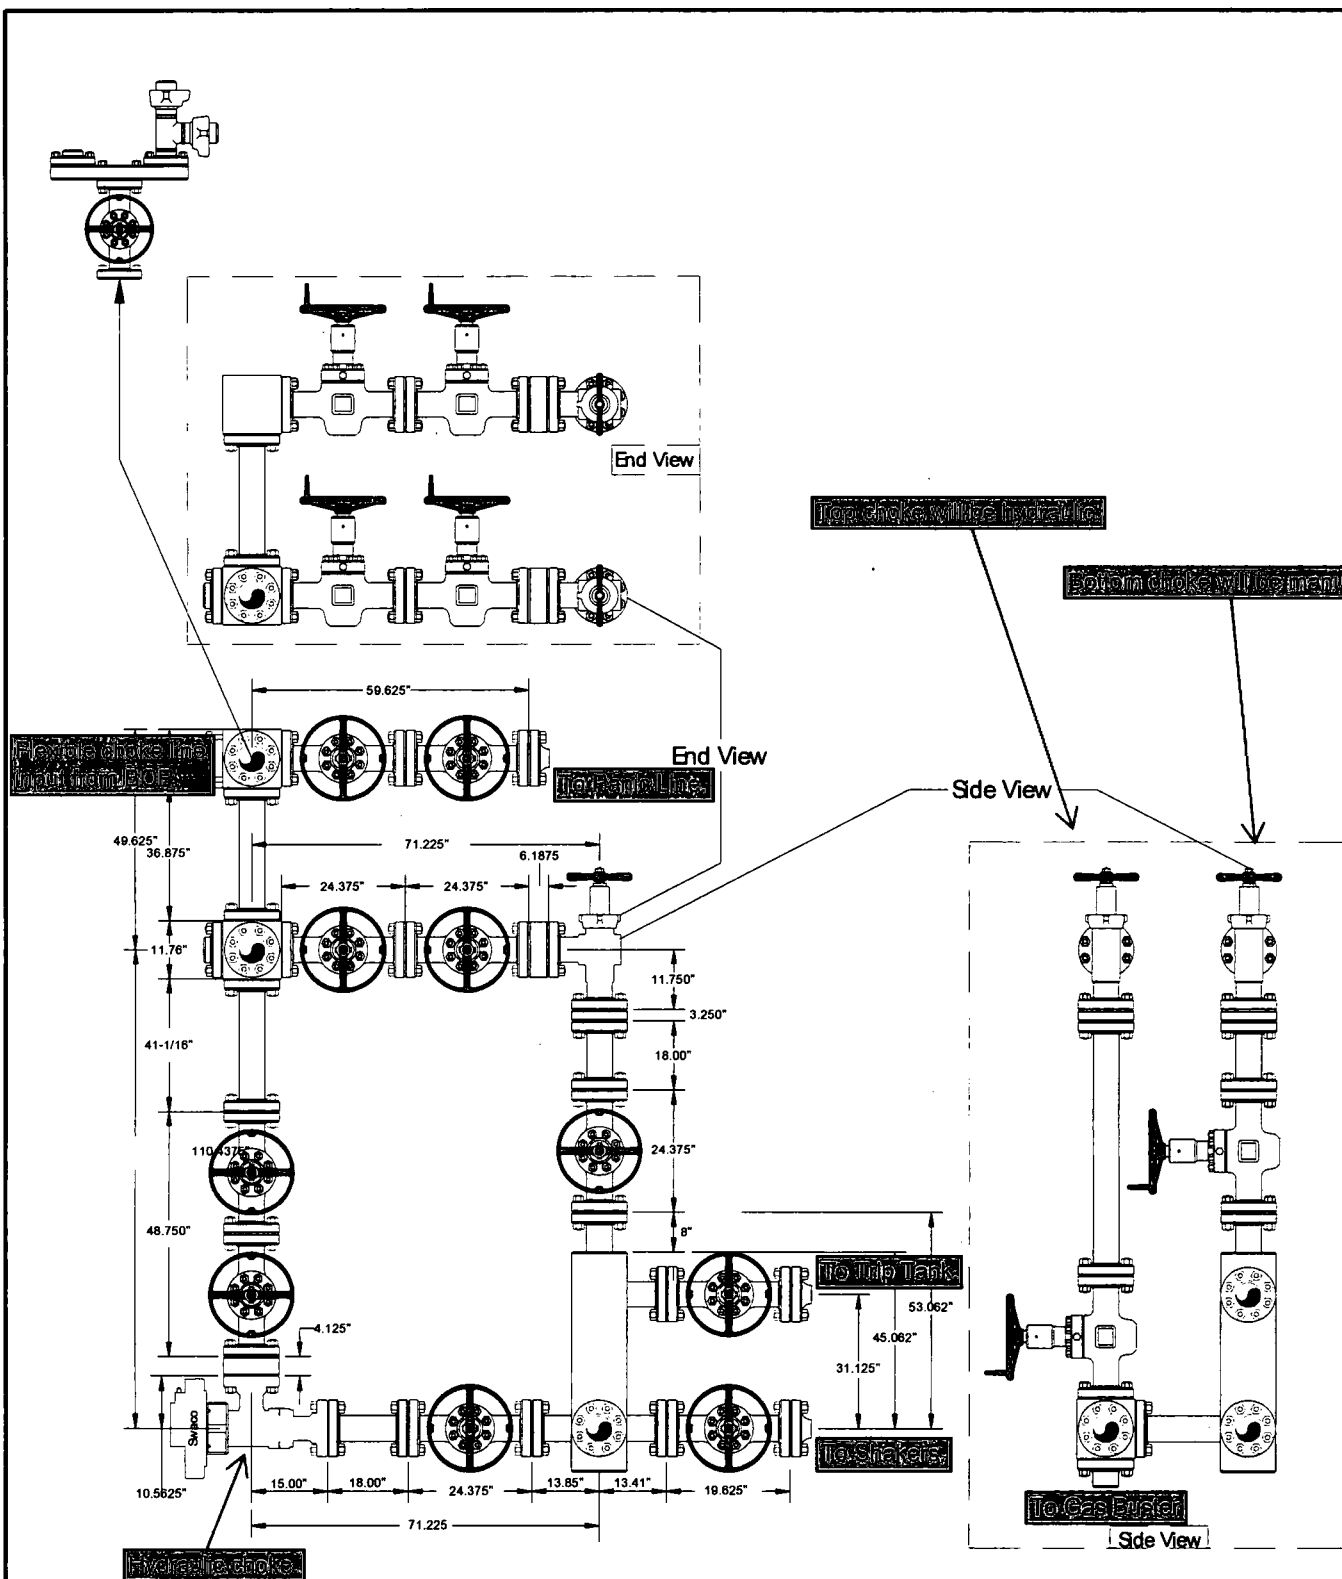 End View
Top choke will be hydraulic
Bottom choke will be manu
59.625"
Flexible choke line
input from BOP
End View
To Panic Line
Side View
49.625"
36.875"
71.225"
6.1875
24.375"
24.375"
11.76"
11.750"
3.250"
41-1/16"
18.00"
110.4375"
24.375"
48.750"
8"
To Trip Tank
53.062"
4.125"
45.062"
31.125"
Swaco
To Shakers
10.5625"
15.00"
18.00"
24.375"
13.85"
13.41"
19.625"
To Gas Buster
71.225
Side View
Hydraulic choke